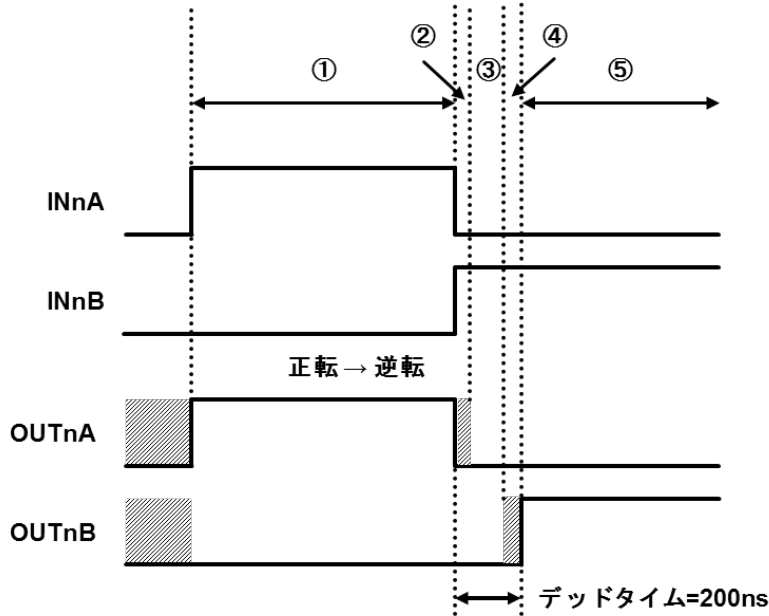 ② ④
① ③ ⑤
INnA
INnB
正転 → 逆転
OUTnA
OUTnB
デッドタイム=200ns